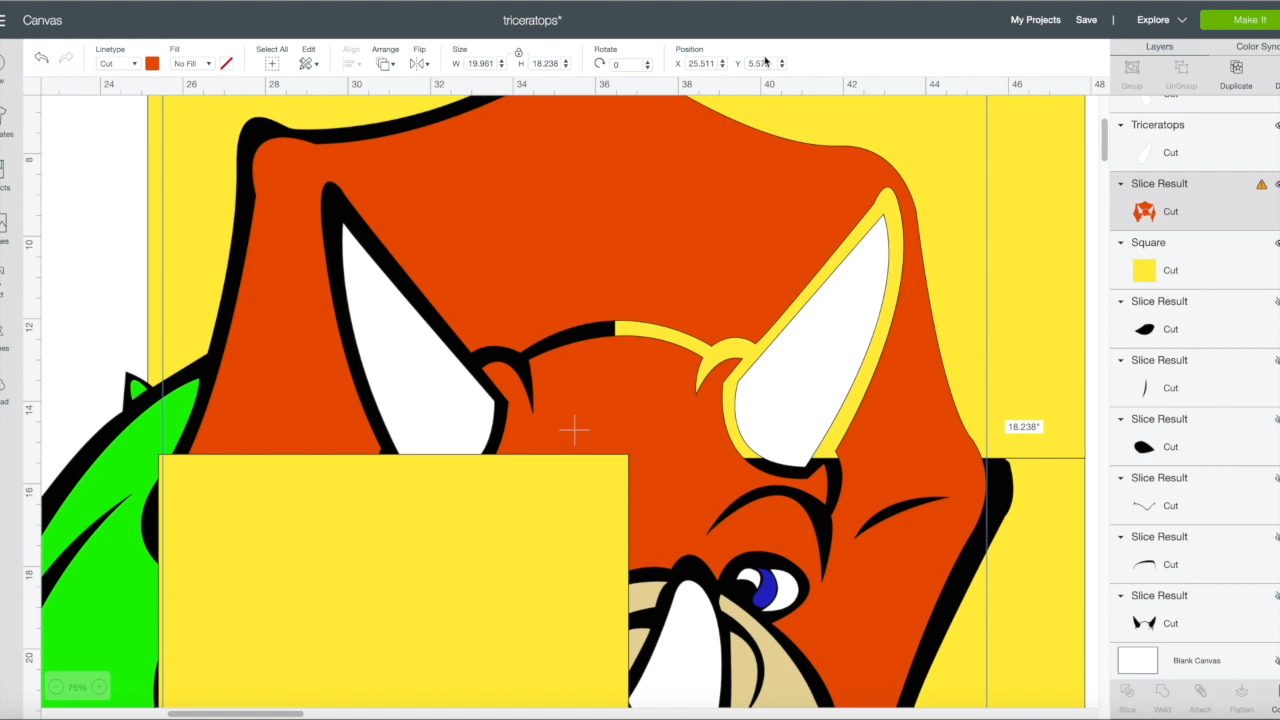 Canvas
triceratops*
My Projects Save | Explore Make It
Linetype Fill Select All Edit Align Arrange Flip Size Rotate Position
Cut No Fill W 19.961 H 18.238 0 X 25.511 Y 5.57
Layers Color Sync
Group UnGroup Duplicate
24 26 28 30 32 34 36 38 40 42 44 46 48
8
10
12
14
16
18
20
Triceratops
Cut
Slice Result
Cut
Square
Cut
Slice Result
Cut
Slice Result
Cut
Slice Result
Cut
Slice Result
Cut
Slice Result
Cut
Slice Result
Cut
Blank Canvas
Slice Weld Attach Flatten
18.238"
75%